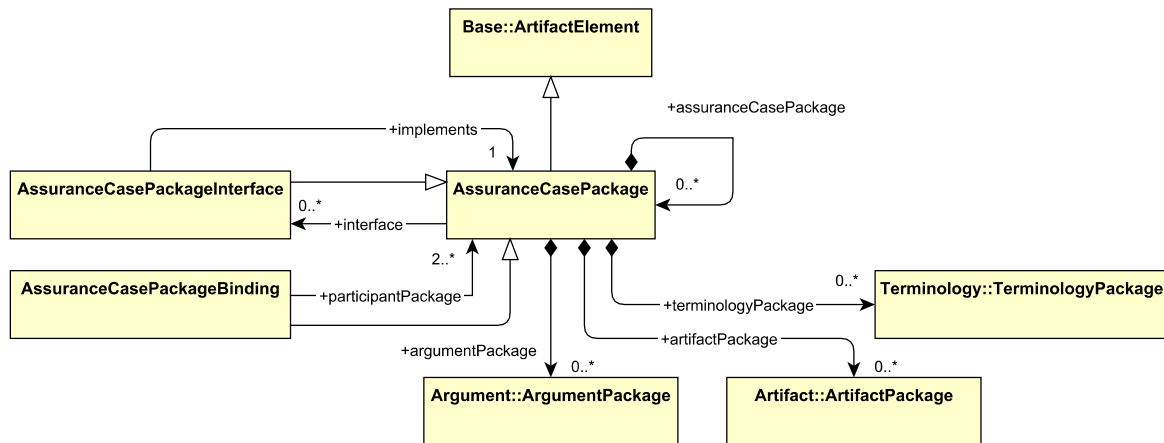 Base::ArtifactElement
+assuranceCasePackage
+implements
1
AssuranceCasePackageInterface
AssuranceCasePackage
0..*
0..*
+interface
2..*
AssuranceCasePackageBinding
+participantPackage
0..*
Terminology::TerminologyPackage
+terminologyPackage
+artifactPackage
+argumentPackage
0..*
0..*
Argument::ArgumentPackage
Artifact::ArtifactPackage